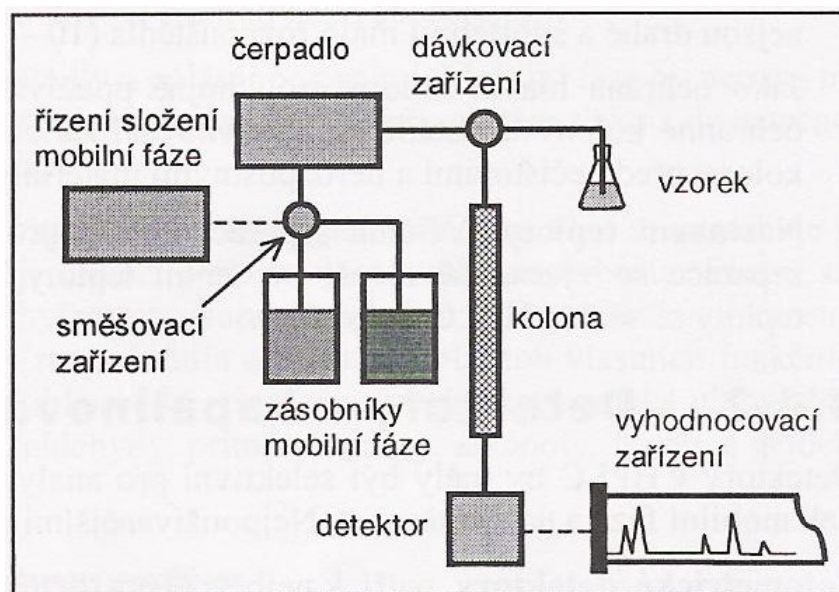 čerpadlo
dávkovací
zařízení
řízení složení
mobilní fáze
vzorek
směšovací
zařízení
kolona
zásobníky
mobilní fáze
vyhodnocovací
zařízení
detektor